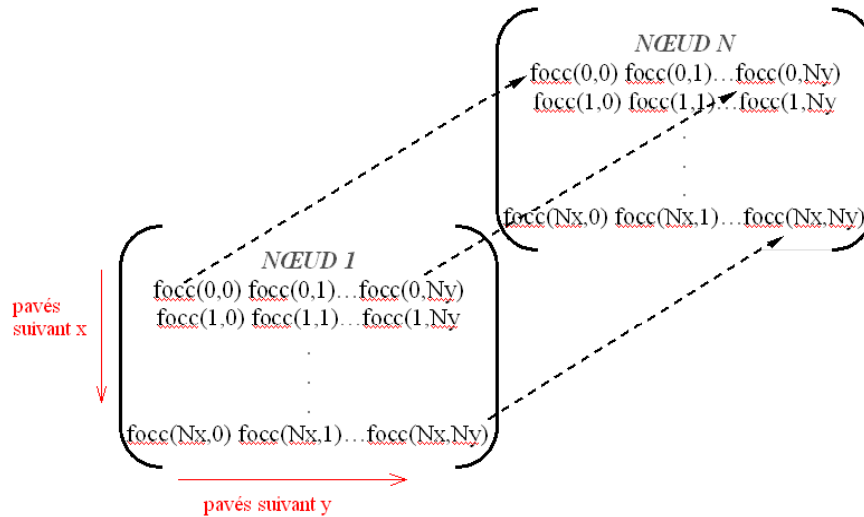 NŒUD N
focc(0,0) focc(0,1)…focc(0,Ny)
focc(1,0) focc(1,1)…focc(1,Ny
.
.
.
focc(Nx,0) focc(Nx,1)…focc(Nx,Ny)
NŒUD 1
focc(0,0) focc(0,1)…focc(0,Ny)
focc(1,0) focc(1,1)…focc(1,Ny
.
.
.
focc(Nx,0) focc(Nx,1)…focc(Nx,Ny)
pavés
suivant x
pavés suivant y